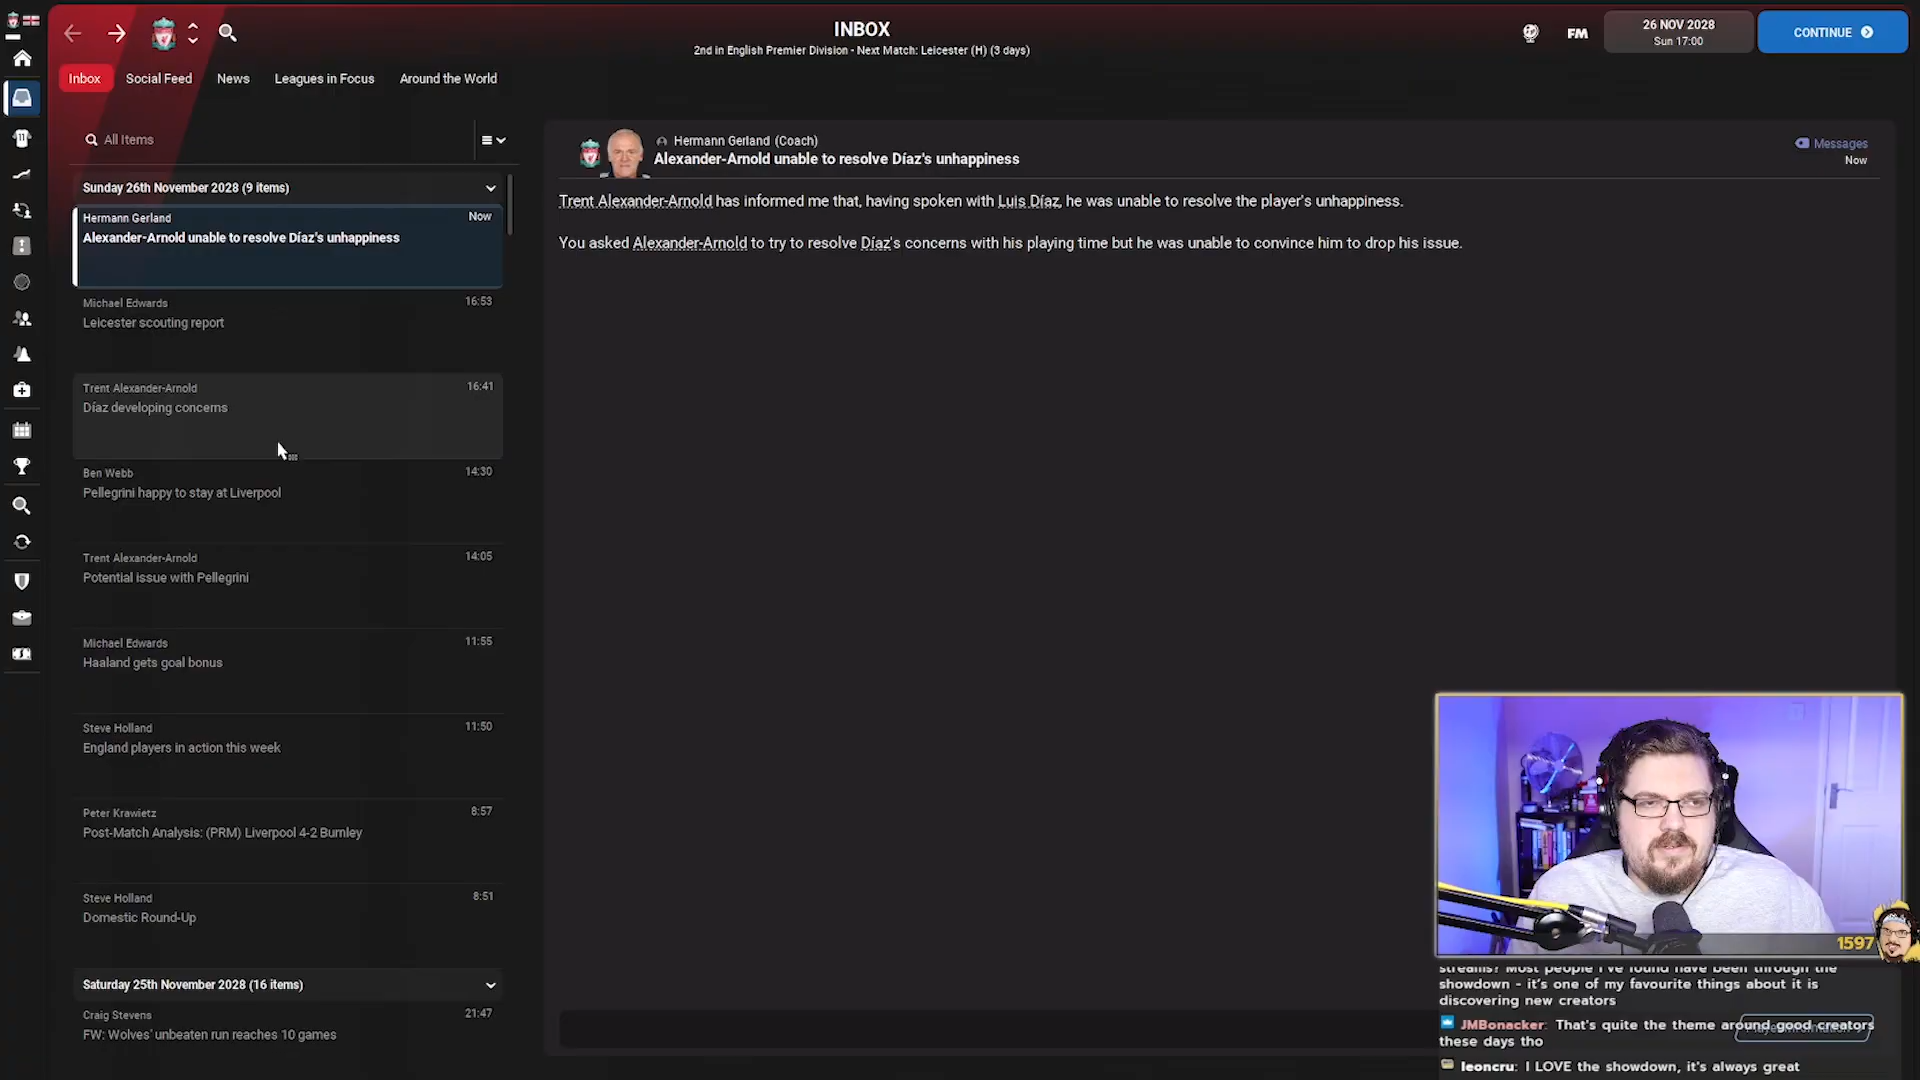 INBOX
2nd in English Premier Division - Next Match: Leicester (H) (3 days)
FM
26 NOV 2028
Sun 17:00
CONTINUE
Inbox
Social Feed
News
Leagues in Focus
Around the World
All Items
Sunday 26th November 2028 (9 items)
Hermann Gerland
Now
Alexander-Arnold unable to resolve Díaz's unhappiness
Michael Edwards
16:53
Leicester scouting report
Trent Alexander-Arnold
16:41
Díaz developing concerns
Ben Webb
14:30
Pellegrini happy to stay at Liverpool
Trent Alexander-Arnold
14:05
Potential issue with Pellegrini
Michael Edwards
11:55
Haaland gets goal bonus
Steve Holland
11:50
England players in action this week
Peter Krawietz
8:57
Post-Match Analysis: (PRM) Liverpool 4-2 Burnley
Steve Holland
8:51
Domestic Round-Up
Saturday 25th November 2028 (16 items)
Craig Stevens
21:47
FW: Wolves' unbeaten run reaches 10 games
Hermann Gerland (Coach)
Alexander-Arnold unable to resolve Díaz's unhappiness
Messages
Now
Trent Alexander-Arnold has informed me that, having spoken with Luis Díaz, he was unable to resolve the player's unhappiness.
You asked Alexander-Arnold to try to resolve Díaz's concerns with his playing time but he was unable to convince him to drop his issue.
1597
streams? Most people I've found have been through the
showdown - it's one of my favourite things about it is
discovering new creators
JMBonacker: That's quite the theme around good creators
these days tho
leoncru: I LOVE the showdown, it's always great